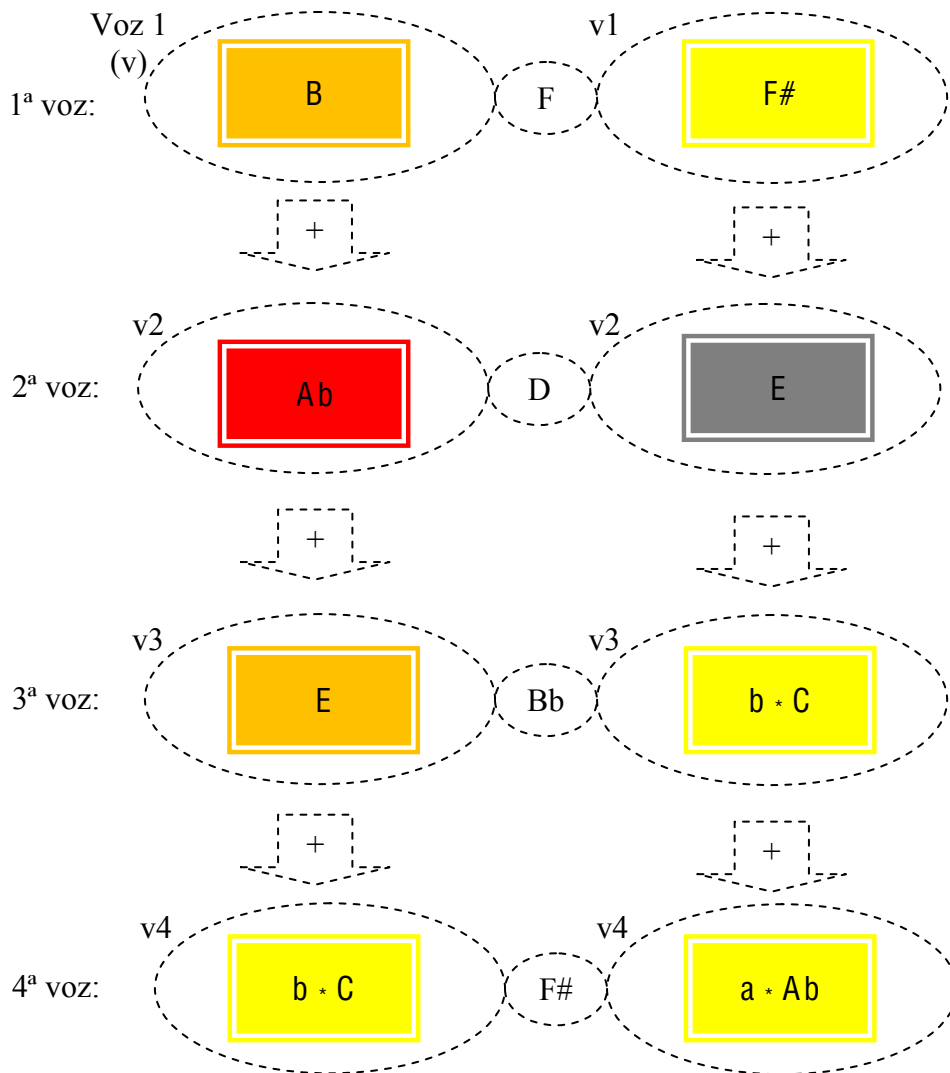 Voz 1 v1
(v)
1ª voz: B F F#
+ +
v2 v2
2ª voz: Ab D E
+ +
v3 v3
3ª voz: E Bb b * C
+ +
v4 v4
4ª voz: b * C F# a * Ab